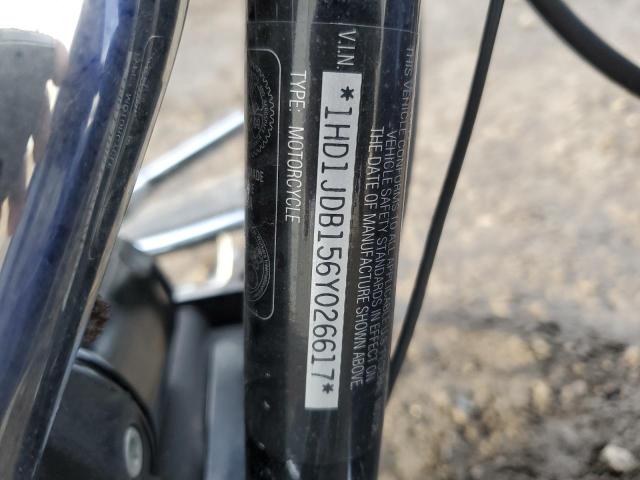 THIS VEHICLE CONFORMS TO ALL APPLICABLE U.S.
VEHICLE SAFETY STANDARDS IN EFFECT ON
THE DATE OF MANUFACTURE SHOWN ABOVE.
V.I.N.
*1HD1JDB156Y026617*
TYPE: MOTORCYCLE